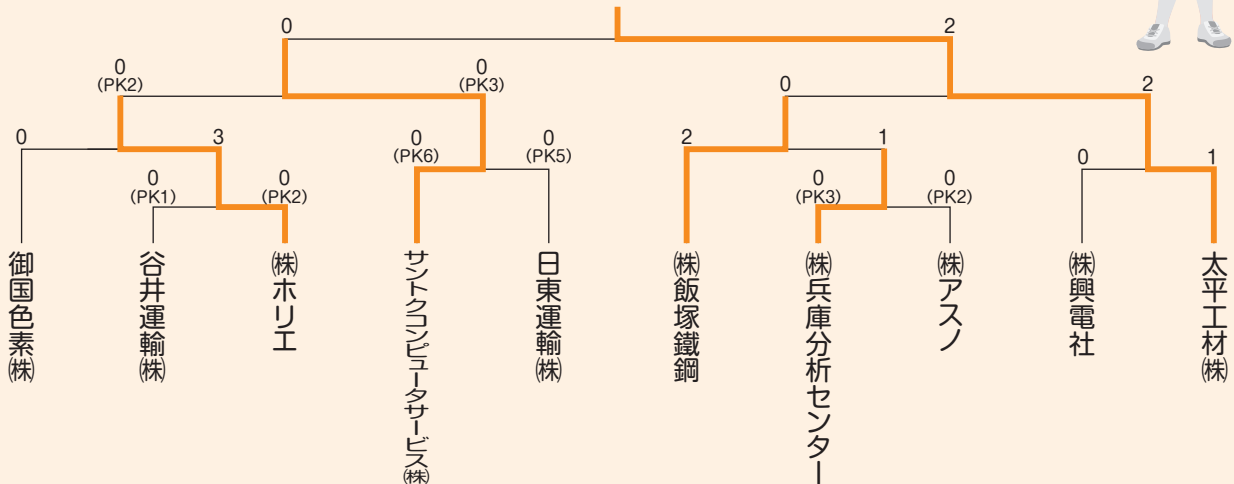 0
2
0
(PK2)
0
(PK3)
0
2
0
3
0
(PK6)
0
(PK5)
2
1
0
1
0
(PK1)
0
(PK2)
0
(PK3)
0
(PK2)
御国色素㈱
谷井運輸㈱
㈱ホリエ
サントクコンピュータサービス㈱
日東運輸㈱
㈱飯塚鐵鋼
㈱兵庫分析センター
㈱アスノ
㈱興電社
太平工材㈱